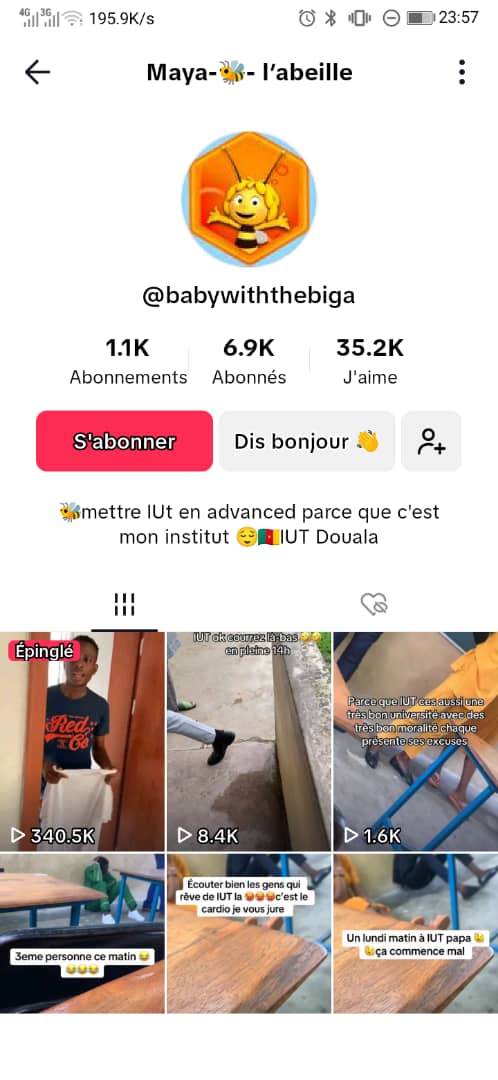 4G 3G 195.9K/s 23:57
Maya-🐝- l'abeille
@babywiththebiga
1.1K 6.9K 35.2K
Abonnements Abonnés J'aime
S'abonner Dis bonjour 👋
🐝mettre IUt en advanced parce que c'est
mon institut 😌🇨🇲IUT Douala
Épinglé
Red
Co
340.5K
IUT ok courrez là-bas 🤣🤣
en pleine 14h
8.4K
Parce que IUT ces aussi une
très bon université avec des
très bon moralité chaque
présente ses excuses
1.6K
3eme personne ce matin 😂
😂😂😂
Écouter bien les gens qui
rêve de IUT la 🥵🥵🥵c'est le
cardio je vous jure
Un lundi matin à IUT papa 🙌
🙌ça commence mal